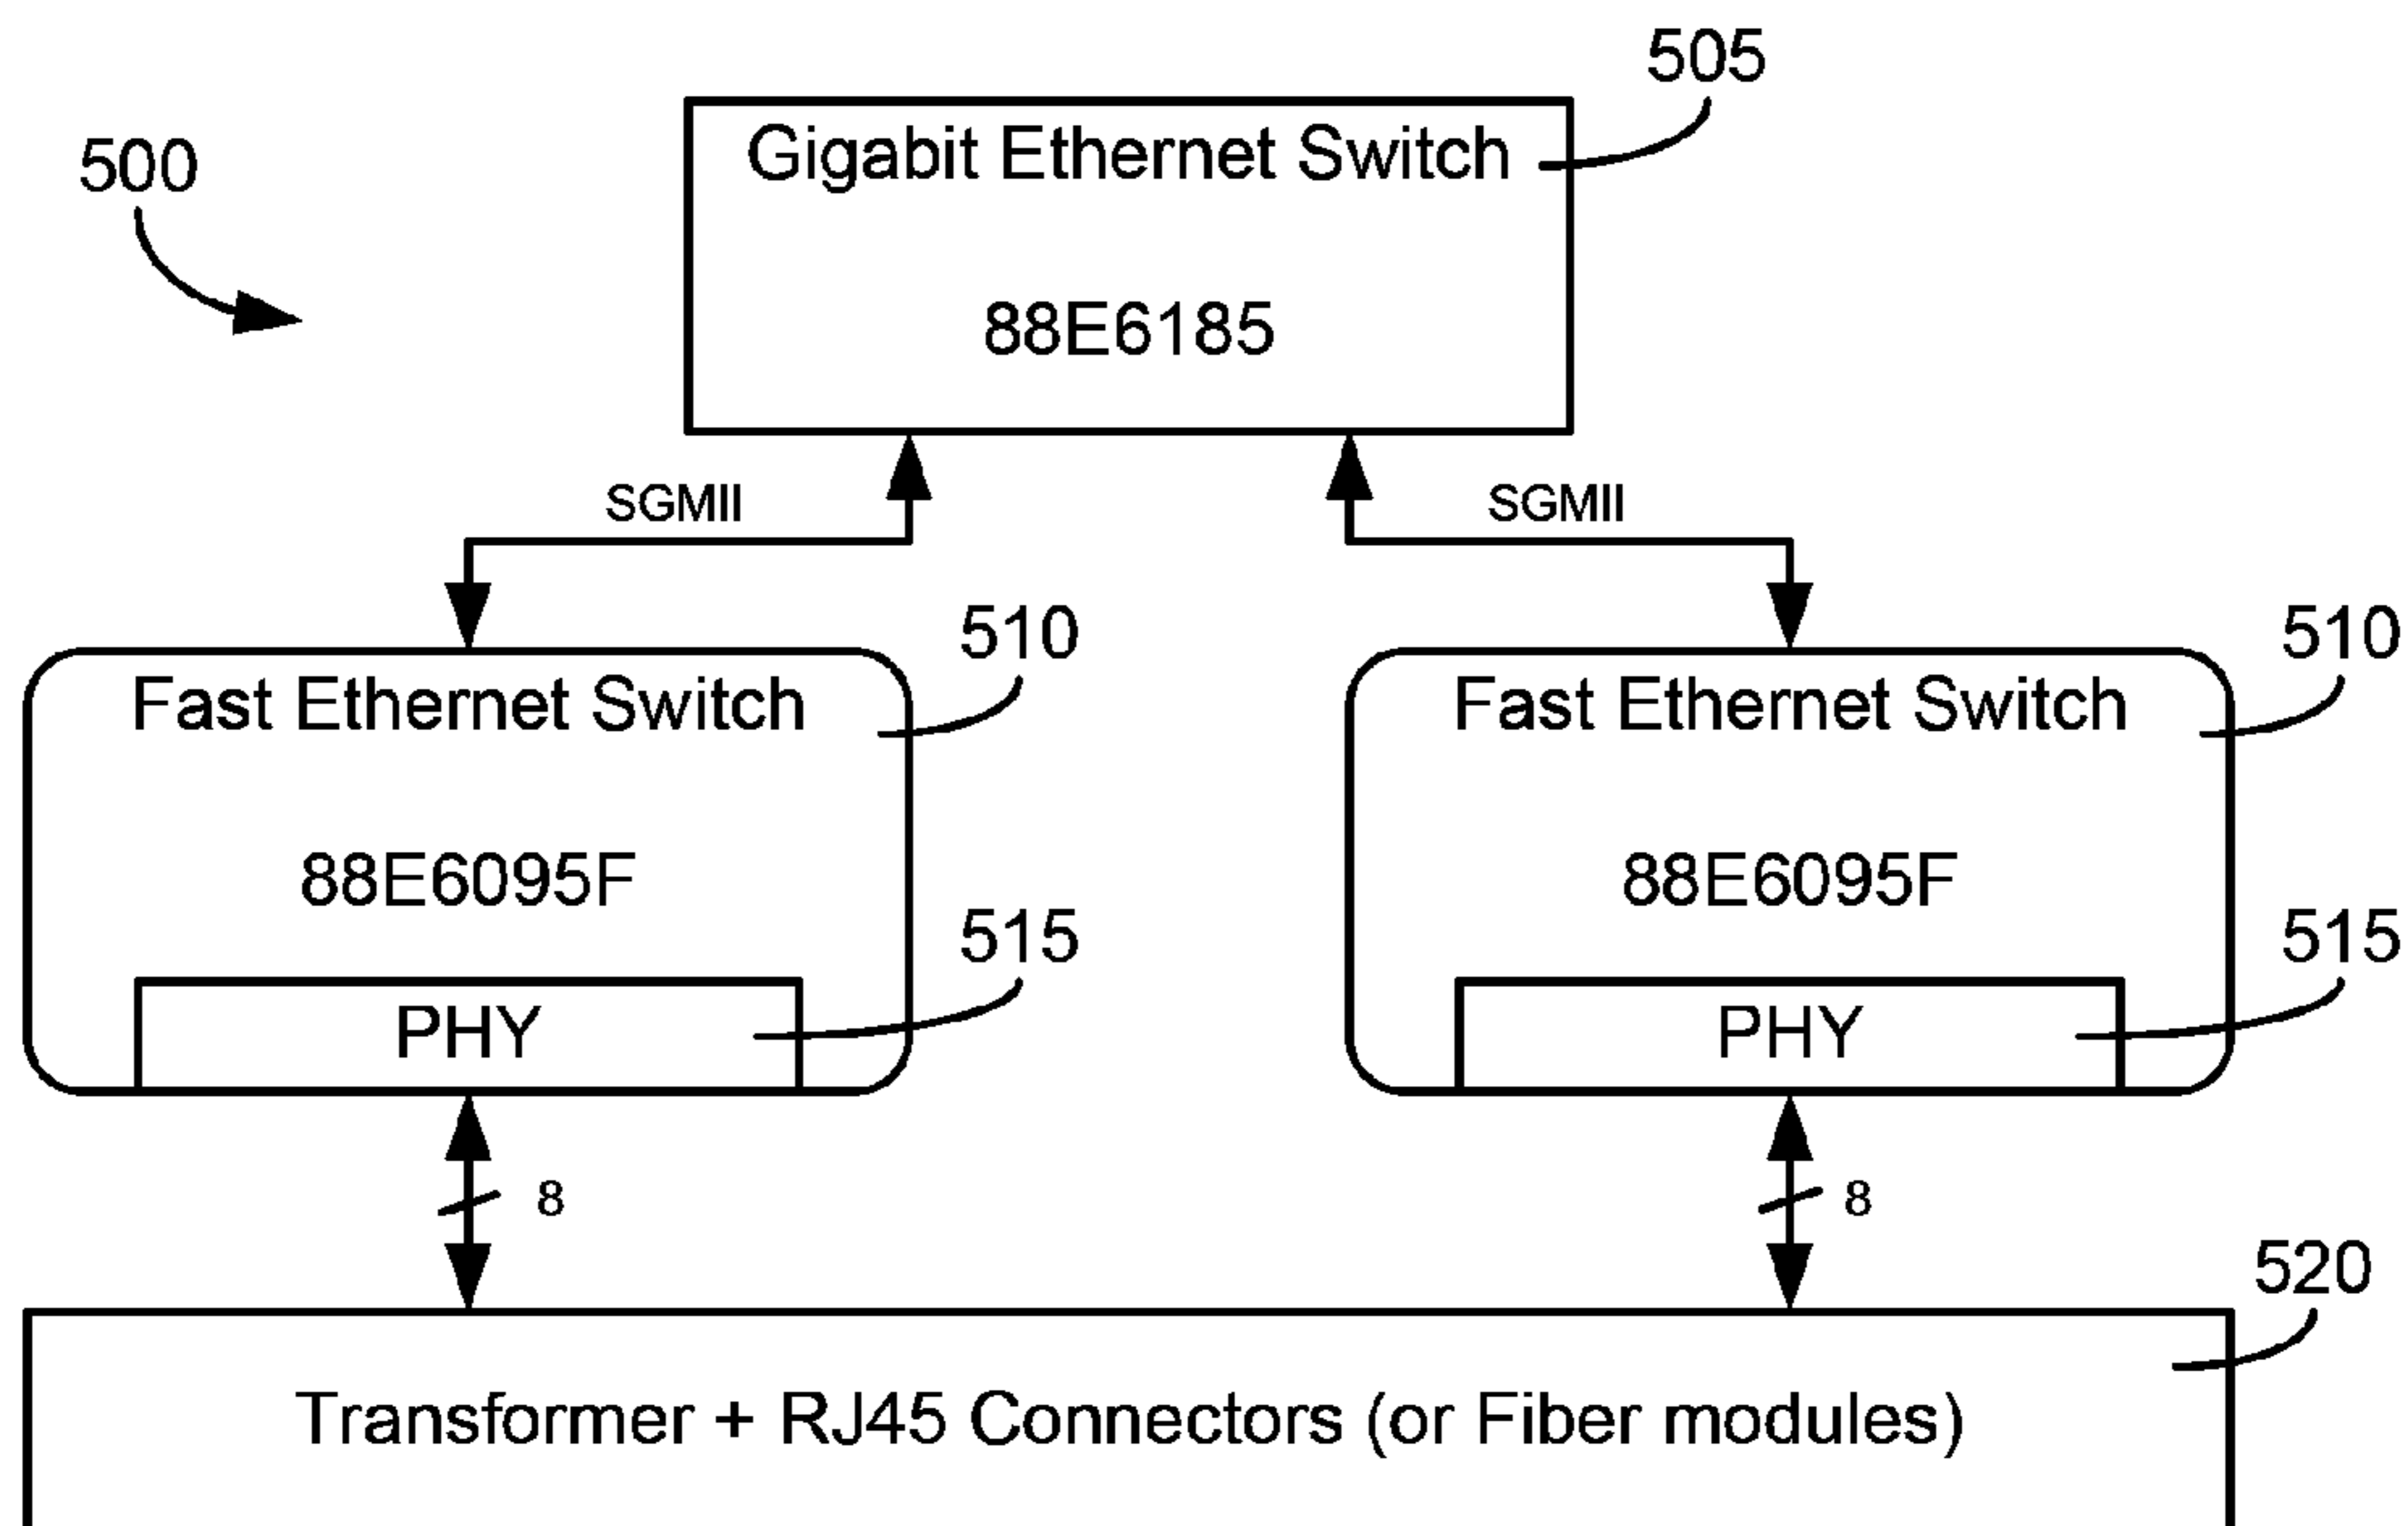 505
500
Gigabit Ethernet Switch
88E6185
SGMII
SGMII
510
510
Fast Ethernet Switch
Fast Ethernet Switch
88E6095F
88E6095F
515
515
PHY
PHY
8
8
520
Transformer + RJ45 Connectors (or Fiber modules)